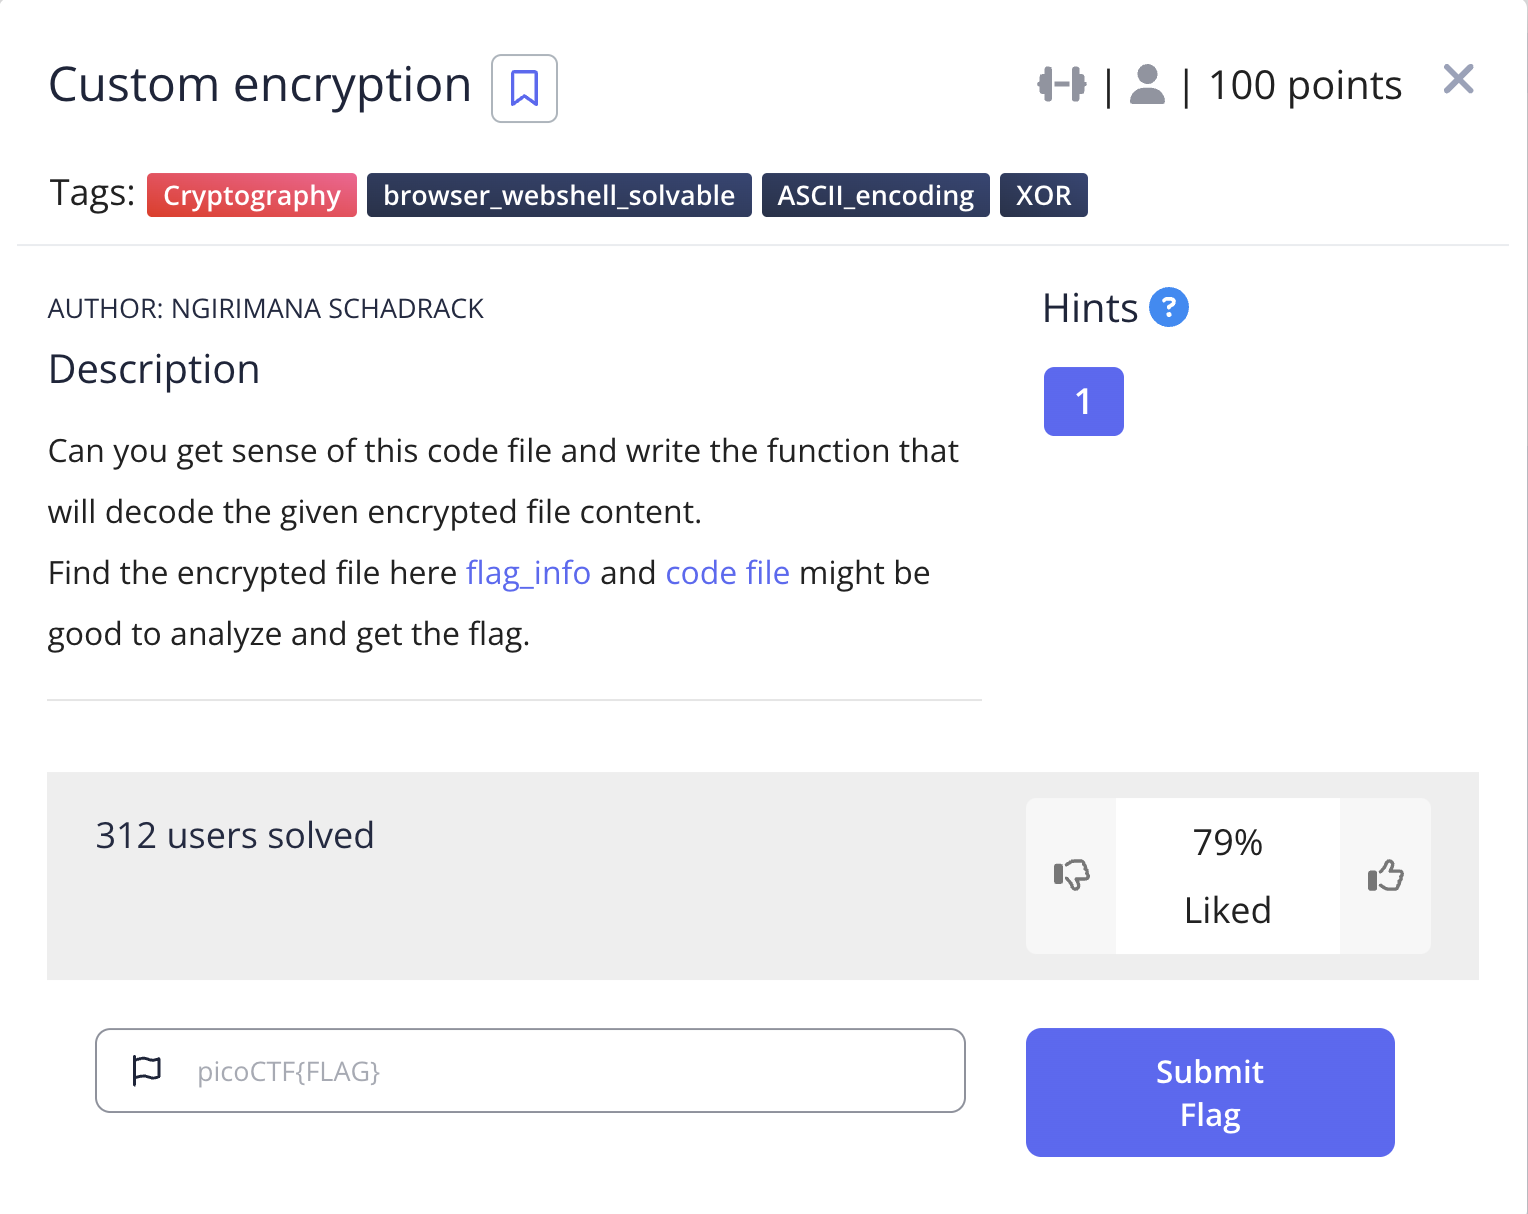 Custom encryption
| | 100 points
Tags: Cryptography browser_webshell_solvable ASCII_encoding XOR
AUTHOR: NGIRIMANA SCHADRACK
Description
Can you get sense of this code file and write the function that
will decode the given encrypted file content.
Find the encrypted file here flag_info and code file might be
good to analyze and get the flag.
Hints ?
1
312 users solved
79%
Liked
picoCTF{FLAG}
Submit
Flag